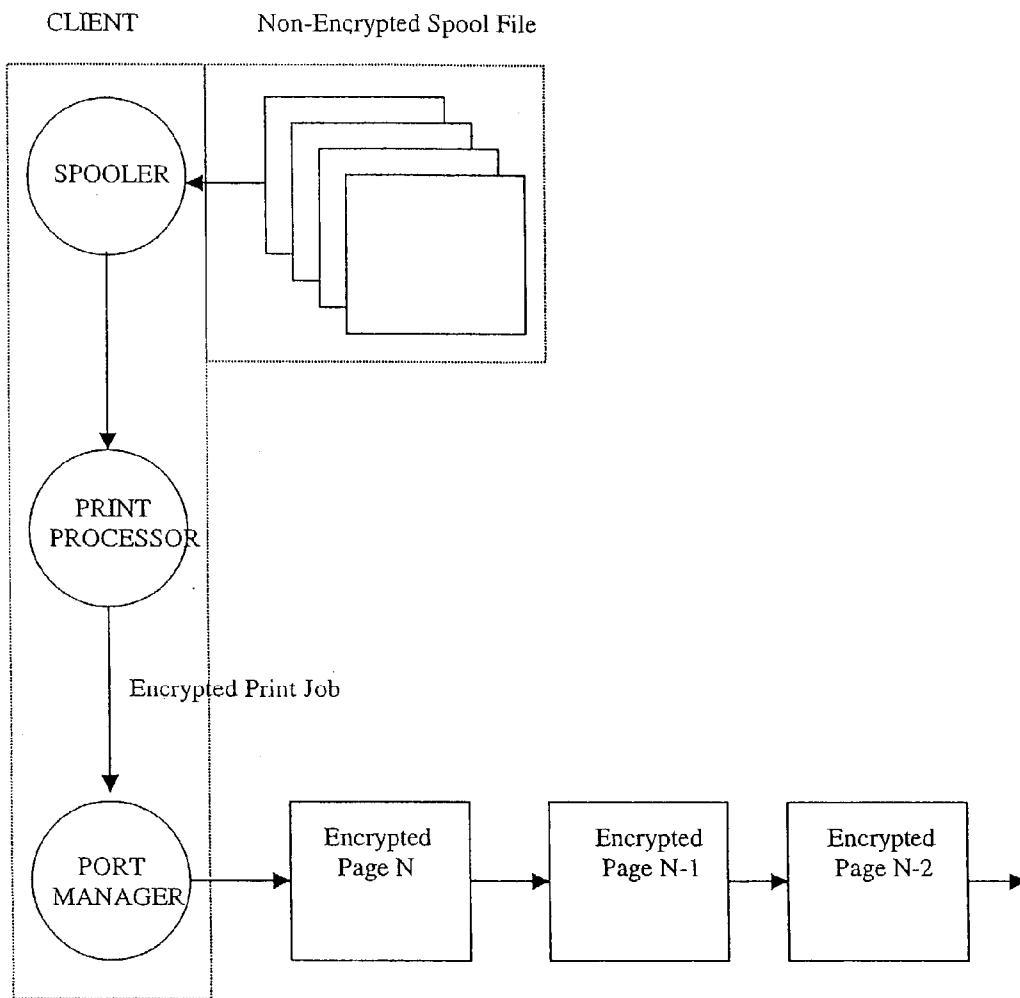 CLIENT
Non-Encrypted Spool File
SPOOLER
PRINT
PROCESSOR
Encrypted Print Job
PORT
MANAGER
Encrypted
Page N
Encrypted
Page N-1
Encrypted
Page N-2